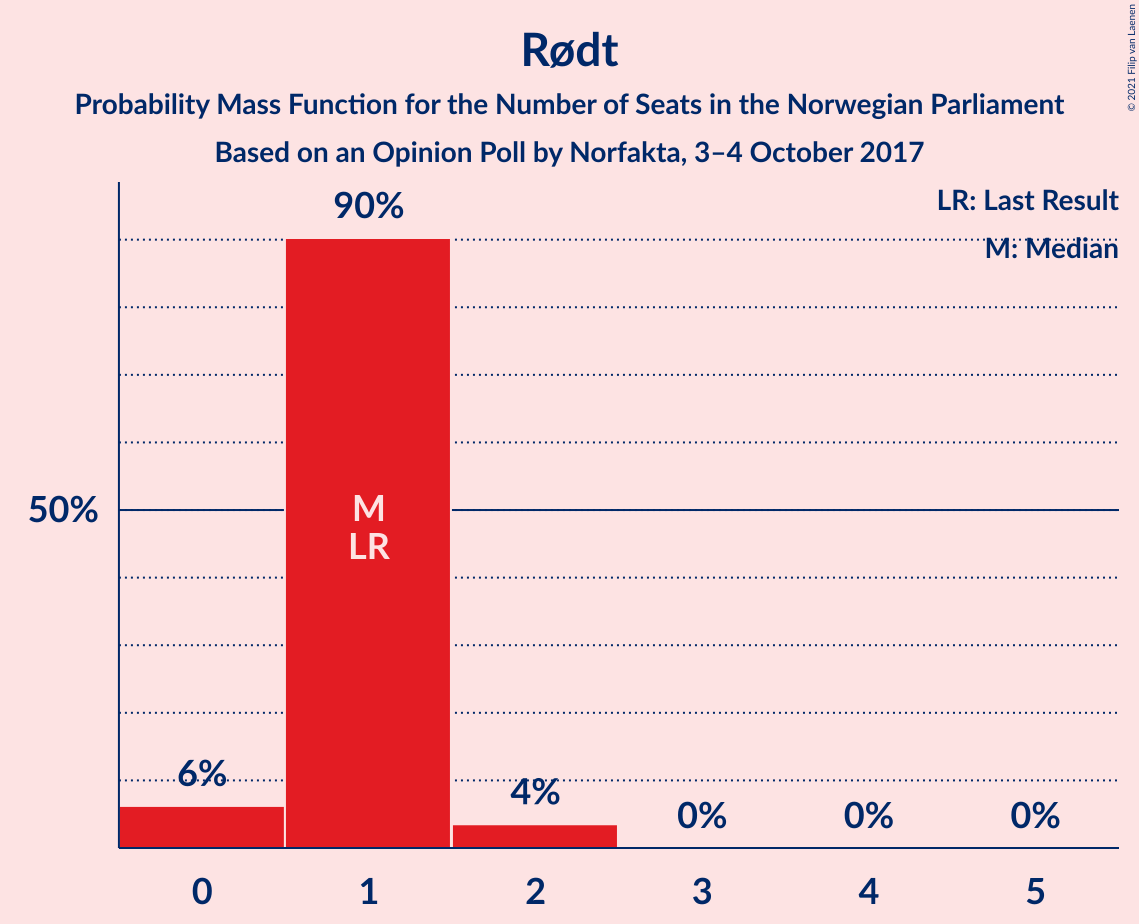 Rødt
Probability Mass Function for the Number of Seats in the Norwegian Parliament
Based on an Opinion Poll by Norfakta, 3–4 October 2017
© 2021 Filip van Laenen
LR: Last Result
M: Median
90%
50%
M
LR
6%
4%
0%
0%
0%
0
1
2
3
4
5